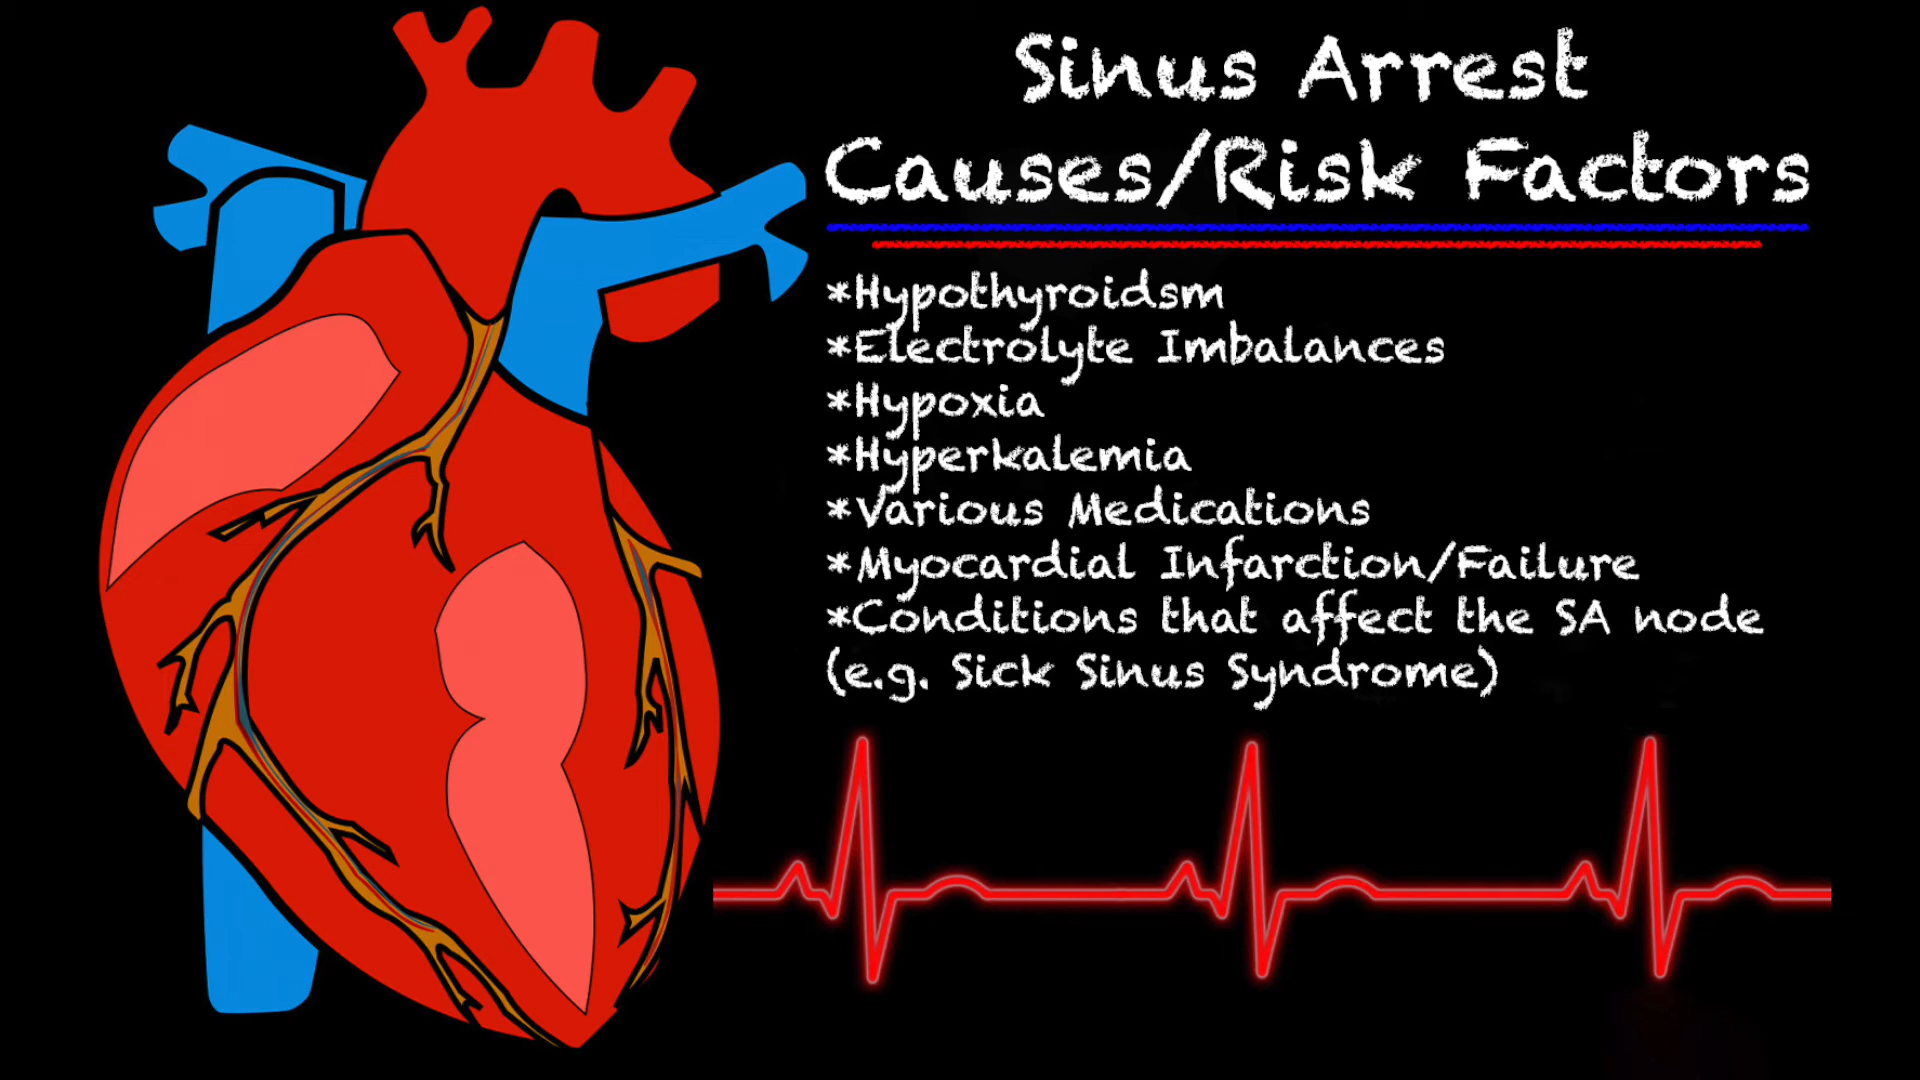 Sinus Arrest
Causes/Risk Factors
*Hypothyroidsm
*Electrolyte Imbalances
*Hypoxia
*Hyperkalemia
*Various Medications
*Myocardial Infarction/Failure
*Conditions that affect the SA node
(e.g. Sick Sinus Syndrome)